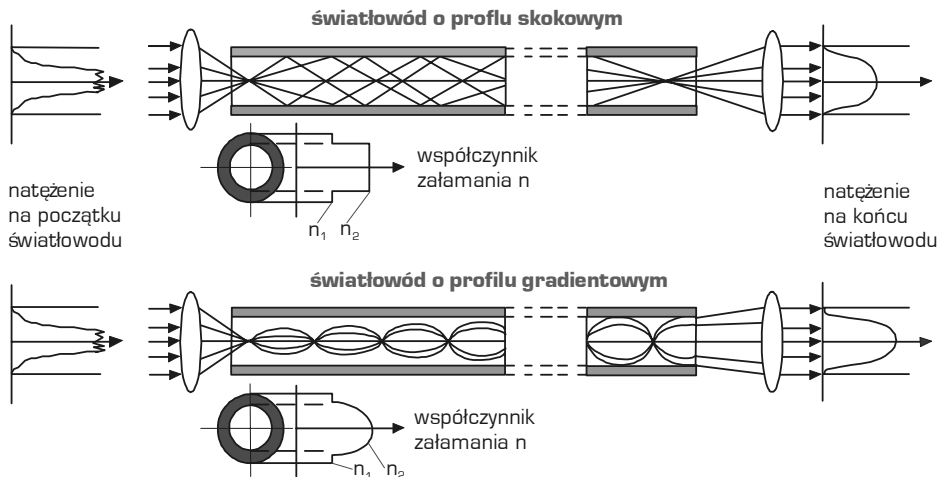 światłowód o proflu skokowym
współczynnik
załamania n
natężenie
na początku
światłowodu
n₁ n₂
natężenie
na końcu
światłowodu
światłowód o profilu gradientowym
współczynnik
załamania n
n₁ n₂